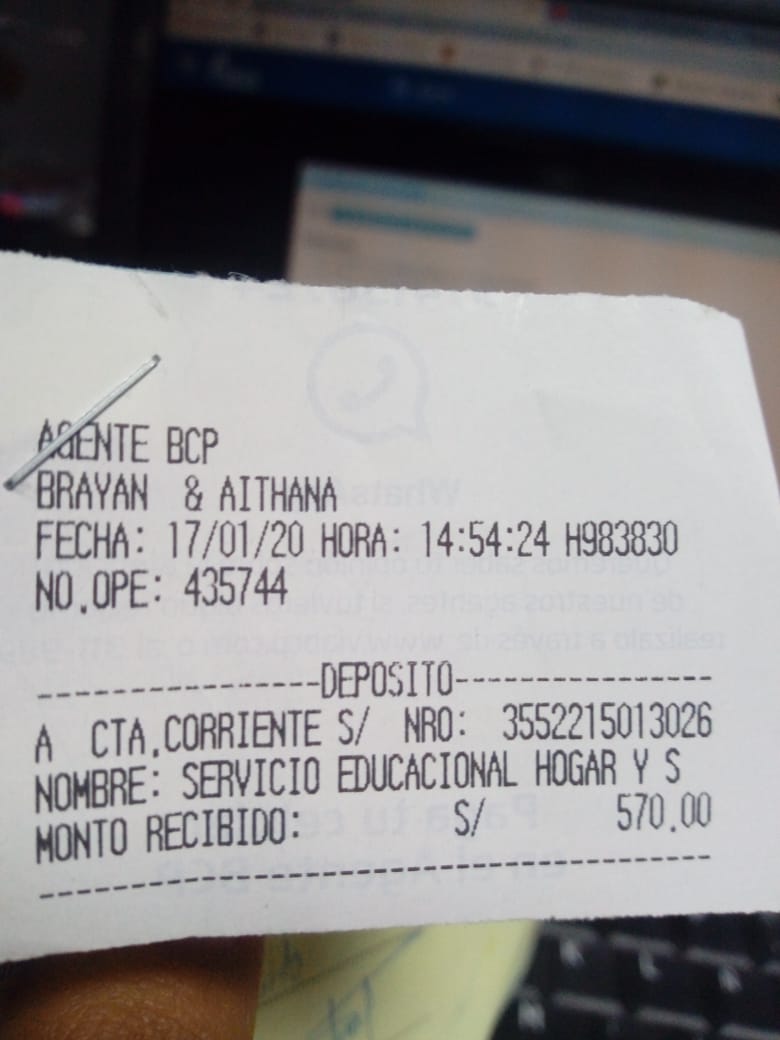 AGENTE BCP
BRAYAN & AITHANA
FECHA: 17/01/20 HORA: 14:54:24 H983830
NO.OPE: 435744
----------------DEPOSITO---------------
A CTA.CORRIENTE S/ NRO: 3552215013026
NOMBRE: SERVICIO EDUCACIONAL HOGAR Y S
MONTO RECIBIDO: S/ 570.00
---------------------------------------